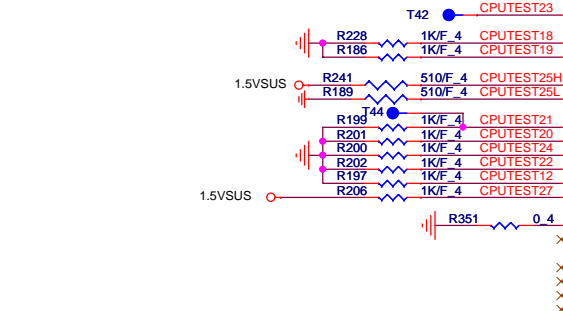 T42 CPUTEST23
R228 1K/F_4 CPUTEST18
R186 1K/F_4 CPUTEST19
1.5VSUS R241 510/F_4 CPUTEST25H
R189 510/F_4 CPUTEST25L
T44
R199 1K/F_4 CPUTEST21
R201 1K/F_4 CPUTEST20
R200 1K/F_4 CPUTEST24
R202 1K/F_4 CPUTEST22
R197 1K/F_4 CPUTEST12
1.5VSUS R206 1K/F_4 CPUTEST27
R351 0_4